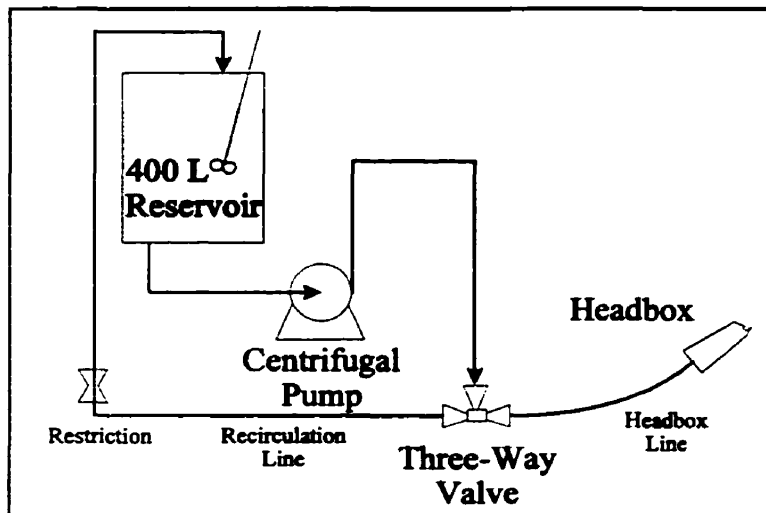 400 L
Reservoir
Centrifugal
Pump
Headbox
Restriction
Recirculation
Line
Three-Way
Valve
Headbox
Line